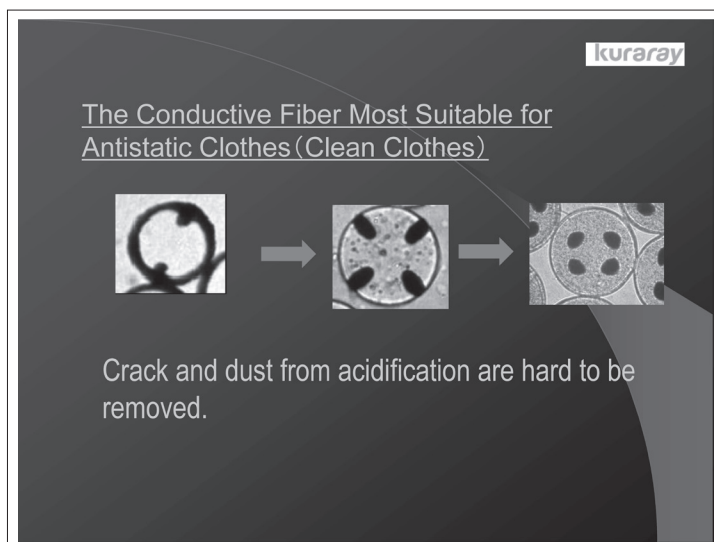 kuraray
The Conductive Fiber Most Suitable for
Antistatic Clothes（Clean Clothes）
Crack and dust from acidification are hard to be
removed.